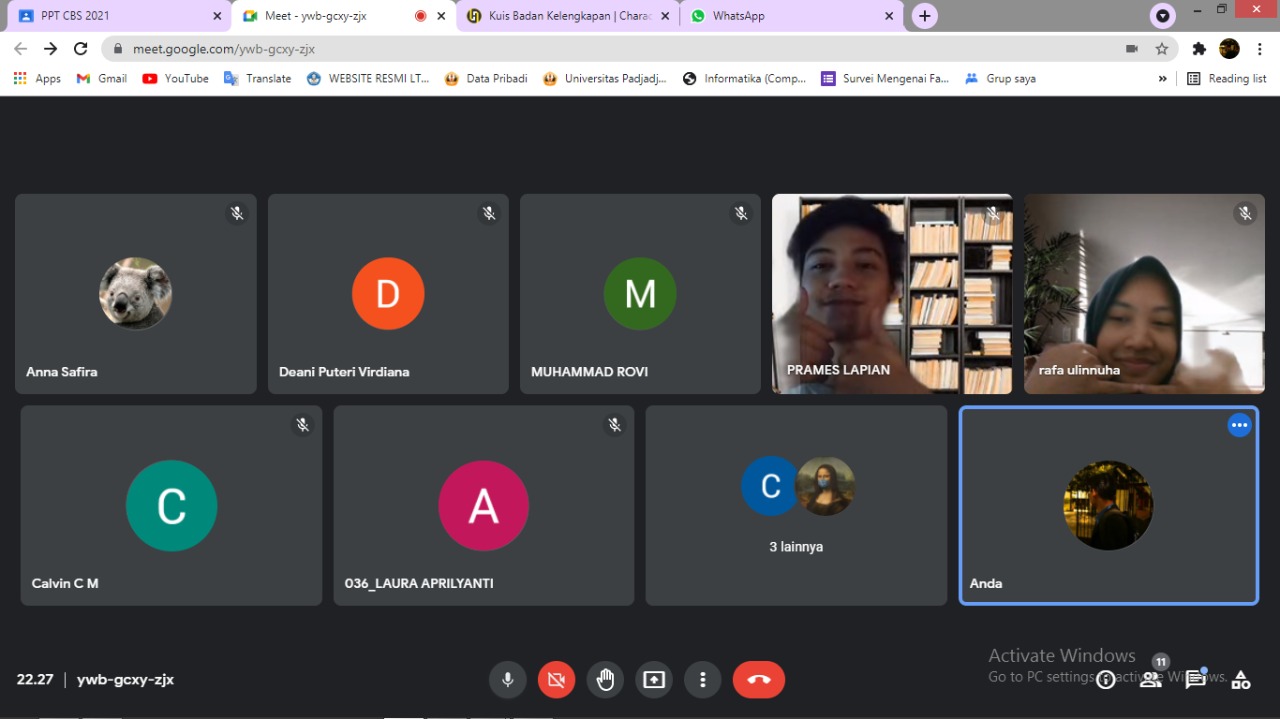 PPT CBS 2021
Meet - ywb-gcxy-zjx
Kuis Badan Kelengkapan | Charac
WhatsApp
meet.google.com/ywb-gcxy-zjx
Apps
Gmail
YouTube
Translate
WEBSITE RESMI LT...
Data Pribadi
Universitas Padjadj...
Informatika (Comp...
Survei Mengenai Fa...
Grup saya
»
Reading list
Anna Safira
D
Deani Puteri Virdiana
M
MUHAMMAD ROVI
PRAMES LAPIAN
rafa ulinnuha
C
Calvin C M
A
036_LAURA APRILYANTI
C
3 lainnya
Anda
22.27 | ywb-gcxy-zjx
Activate Windows
Go to PC settings to activate Windows.
11